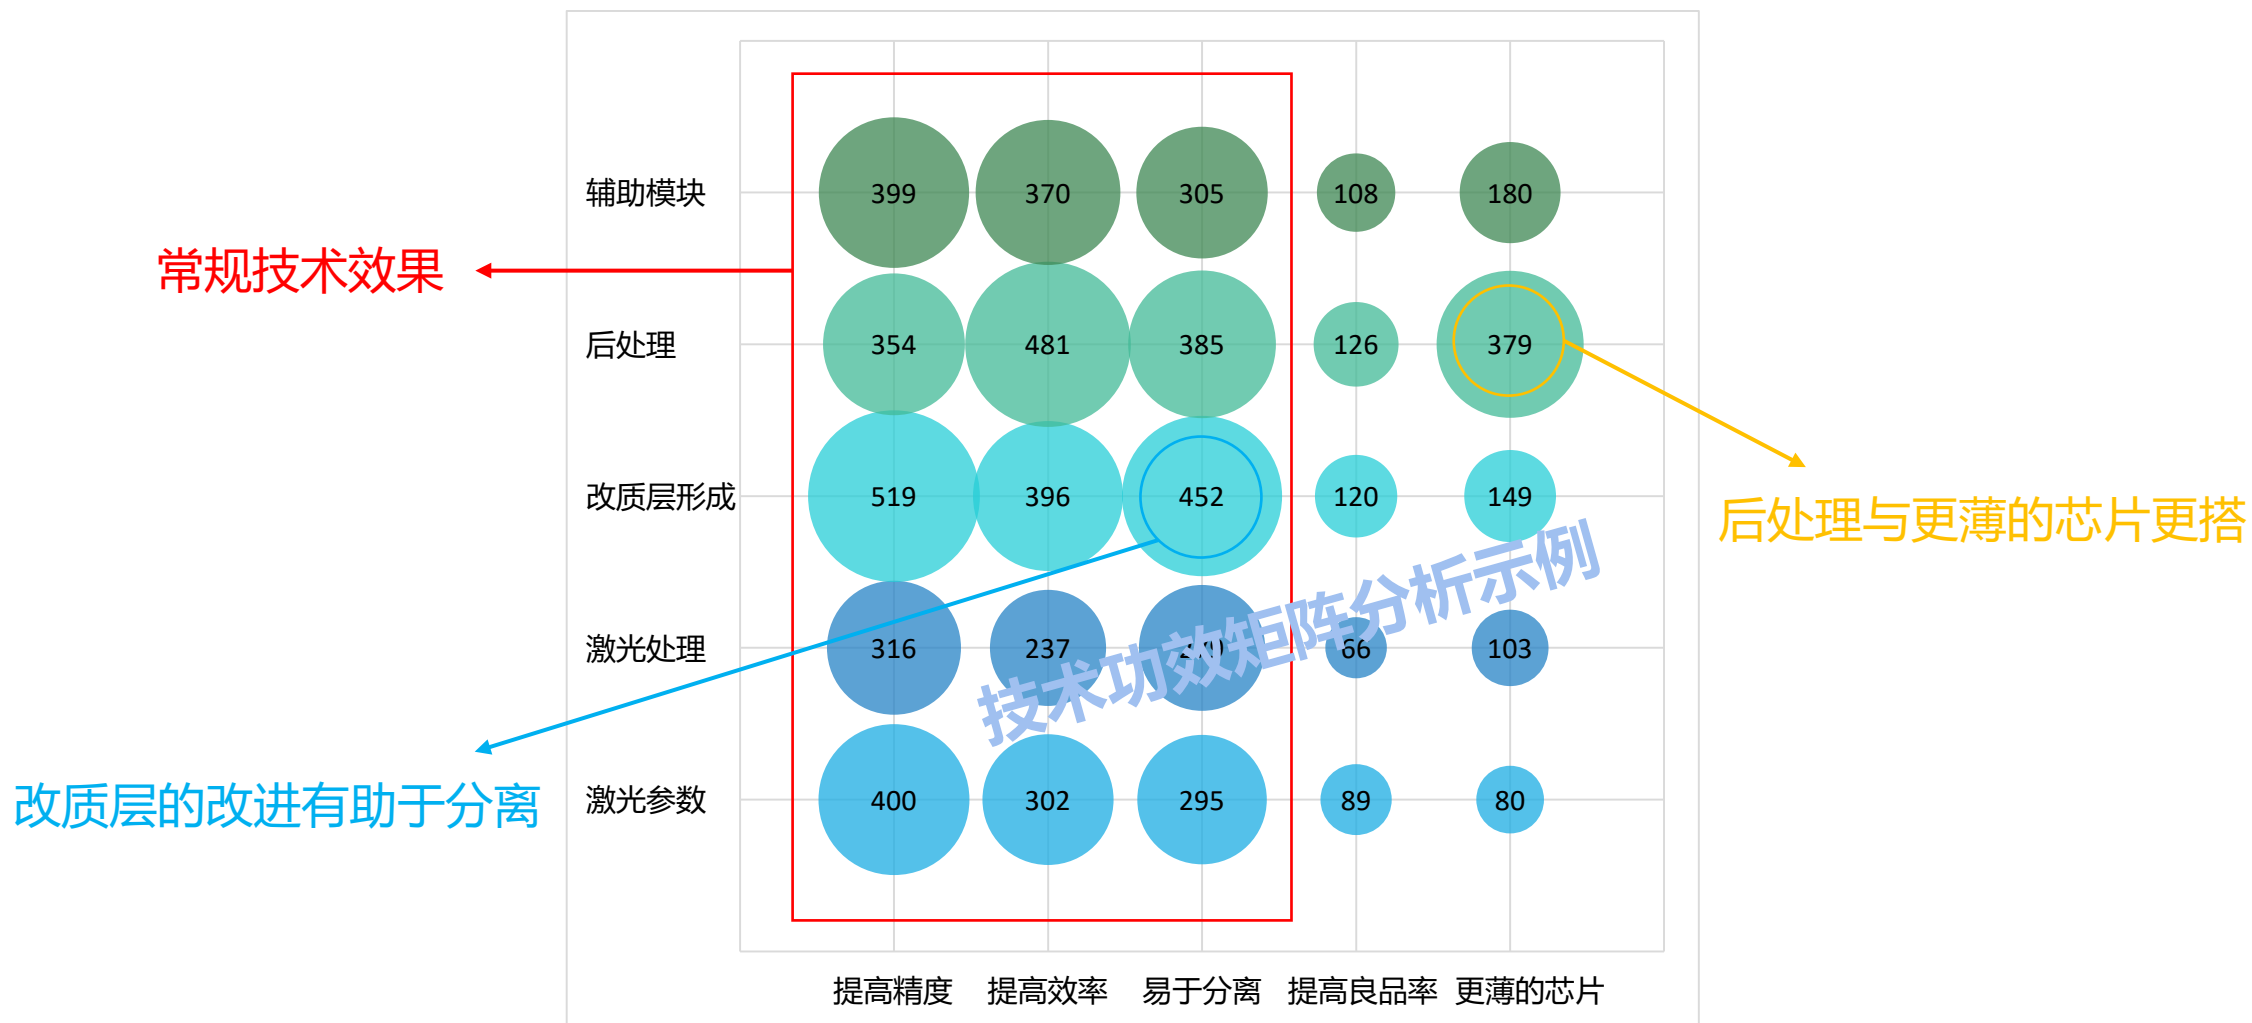 辅助模块 399 370 305 108 180
常规技术效果
后处理 354 481 385 126 379
改质层形成 519 396 452 120 149
后处理与更薄的芯片更搭
技术功效矩阵分析示例
激光处理 316 237 66 103
改质层的改进有助于分离
激光参数 400 302 295 89 80
提高精度 提高效率 易于分离 提高良品率 更薄的芯片